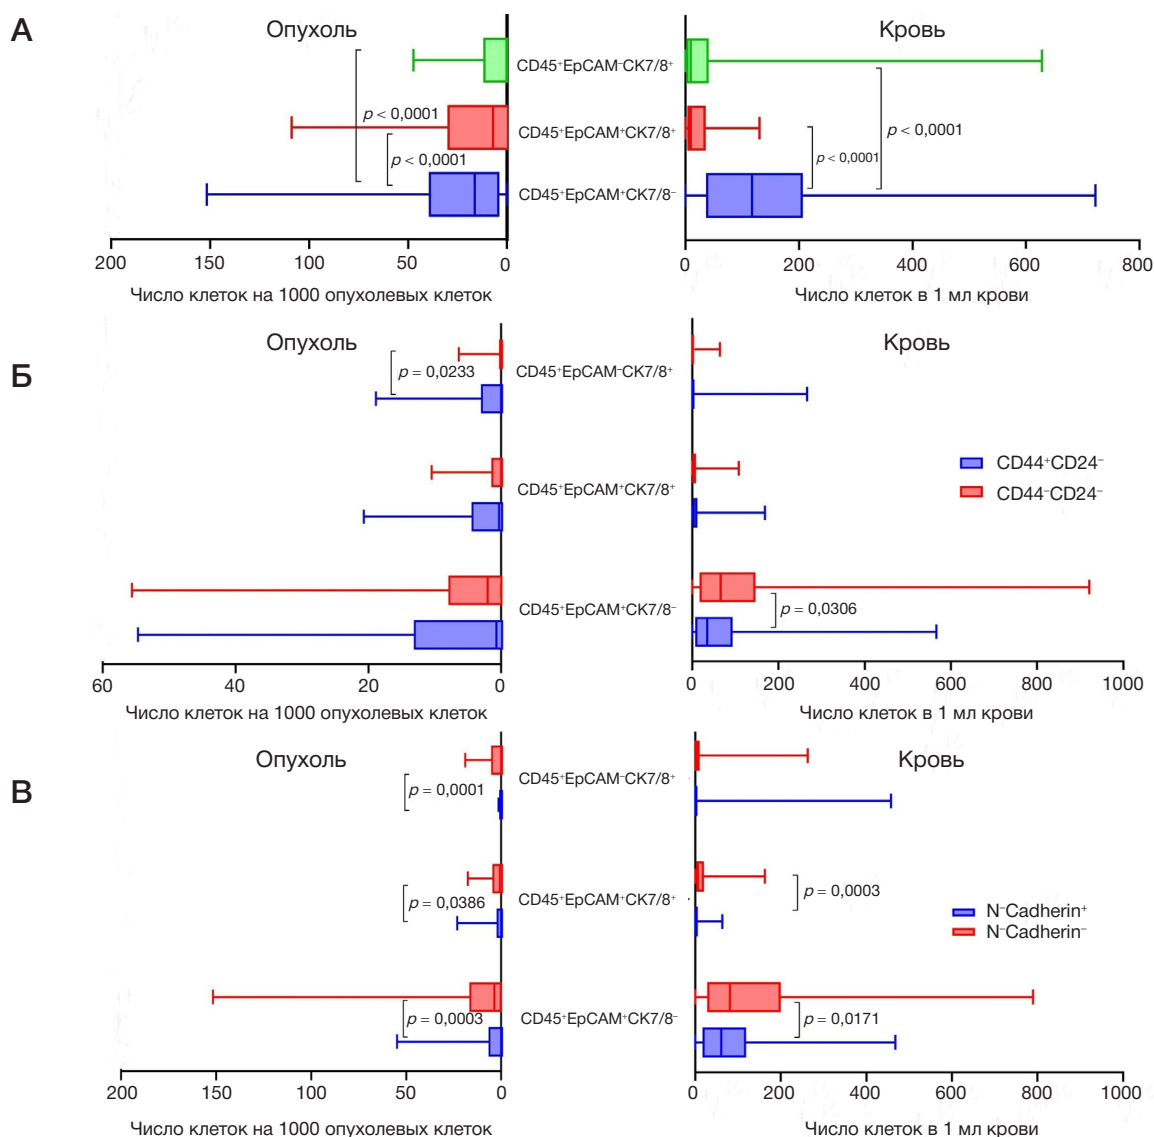 А
Опухоль
Кровь
CD45⁺EpCAM⁻CK7/8⁺
p < 0,0001
CD45⁺EpCAM⁺CK7/8⁺
p < 0,0001
p < 0,0001
p < 0,0001
CD45⁺EpCAM⁺CK7/8⁻
200 150 100 50 0
0 200 400 600 800
Число клеток на 1000 опухолевых клеток
Число клеток в 1 мл крови
Б
Опухоль
Кровь
CD45⁺EpCAM⁻CK7/8⁺
p = 0,0233
CD44⁺CD24⁻
CD45⁺EpCAM⁺CK7/8⁺
CD44⁻CD24⁻
CD45⁺EpCAM⁺CK7/8⁻
p = 0,0306
60 40 20 0
0 200 400 600 800 1000
Число клеток на 1000 опухолевых клеток
Число клеток в 1 мл крови
В
Опухоль
Кровь
CD45⁺EpCAM⁻CK7/8⁺
p = 0,0001
p = 0,0386
CD45⁺EpCAM⁺CK7/8⁺
p = 0,0003
N⁻Cadherin⁺
N⁻Cadherin⁻
p = 0,0003
CD45⁺EpCAM⁺CK7/8⁻
p = 0,0171
200 150 100 50 0
0 200 400 600 800 1000
Число клеток на 1000 опухолевых клеток
Число клеток в 1 мл крови